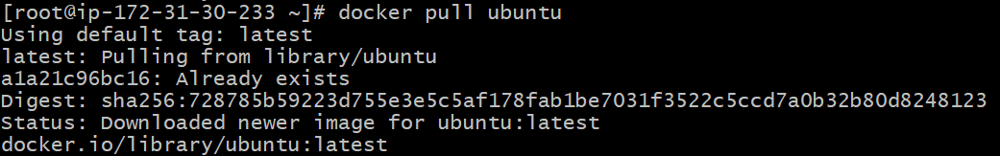 [root@ip-172-31-30-233 ~]# docker pull ubuntu
Using default tag: latest
latest: Pulling from library/ubuntu
a1a21c96bc16: Already exists
Digest: sha256:728785b59223d755e3e5c5af178fab1be7031f3522c5ccd7a0b32b80d8248123
Status: Downloaded newer image for ubuntu:latest
docker.io/library/ubuntu:latest